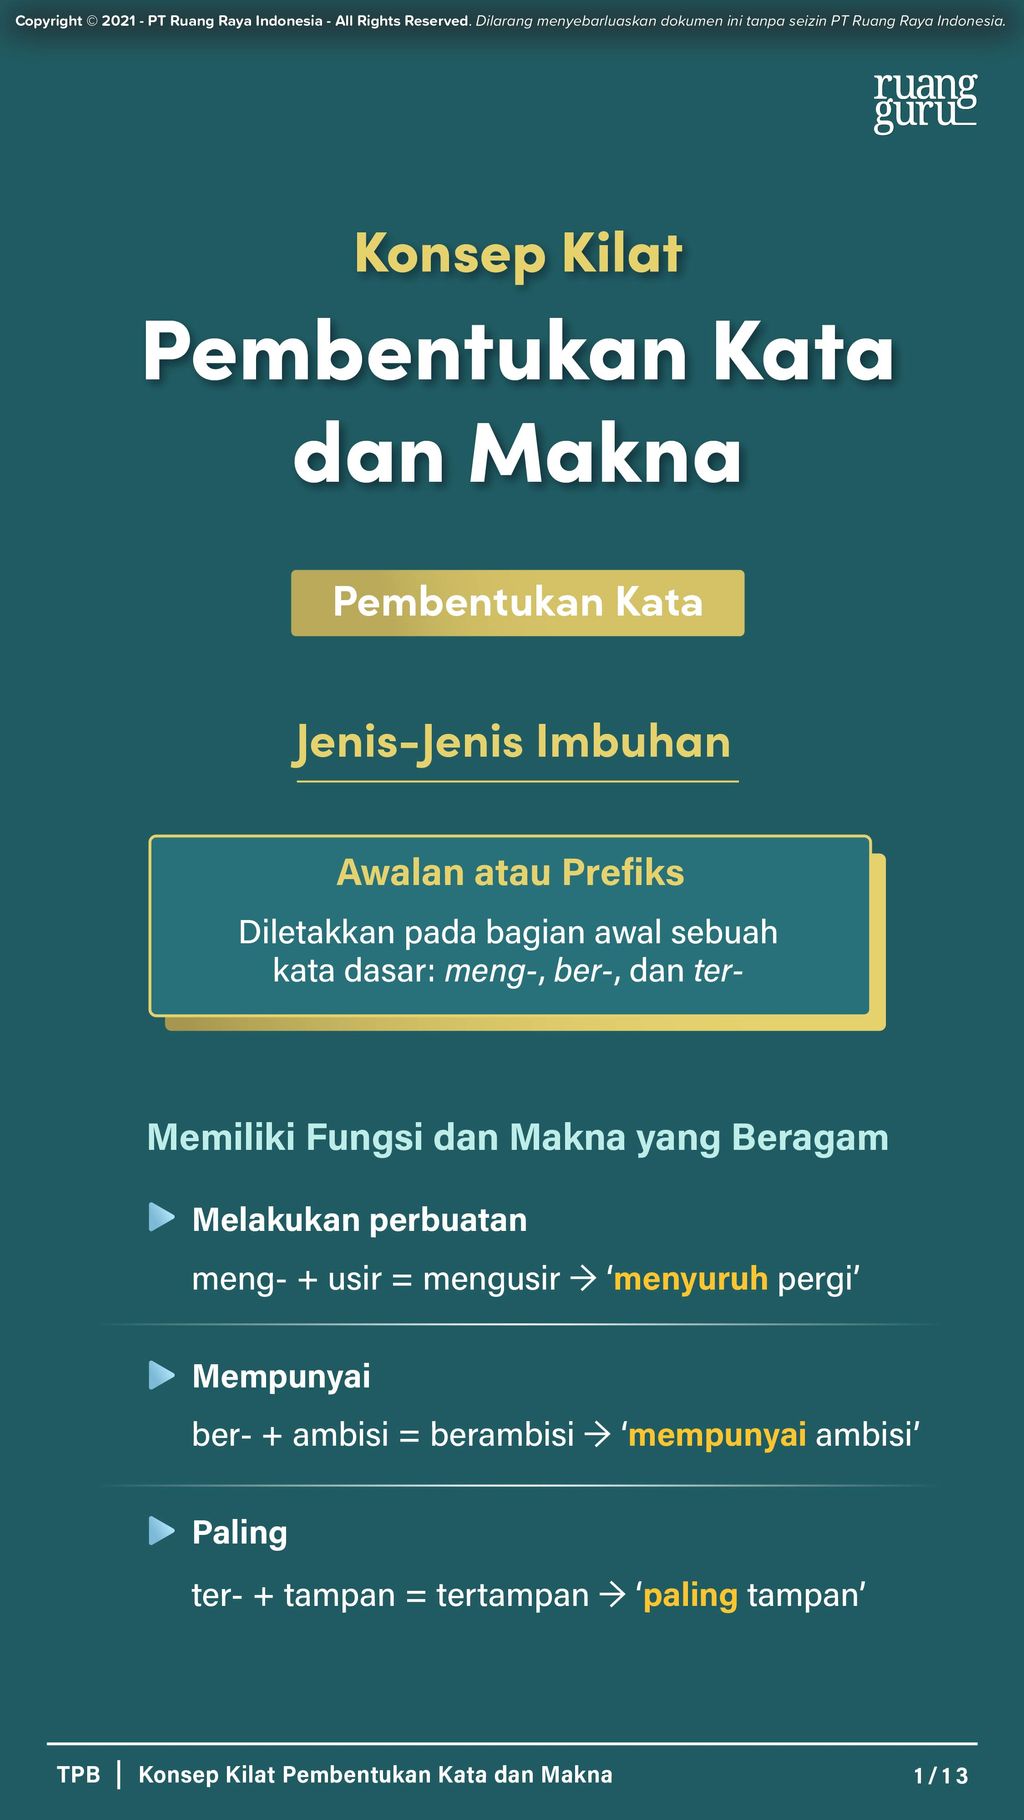 Copyright © 2021 - PT Ruang Raya Indonesia - All Rights Reserved. Dilarang menyebarluaskan dokumen ini tanpa seizin PT Ruang Raya Indonesia.
ruang
guru
Konsep Kilat
Pembentukan Kata
dan Makna
Pembentukan Kata
Jenis-Jenis Imbuhan
Awalan atau Prefiks
Diletakkan pada bagian awal sebuah
kata dasar: meng-, ber-, dan ter-
Memiliki Fungsi dan Makna yang Beragam
Melakukan perbuatan
meng- + usir = mengusir → ‘menyuruh pergi’
Mempunyai
ber- + ambisi = berambisi → ‘mempunyai ambisi’
Paling
ter- + tampan = tertampan → ‘paling tampan’
TPB | Konsep Kilat Pembentukan Kata dan Makna 1/13